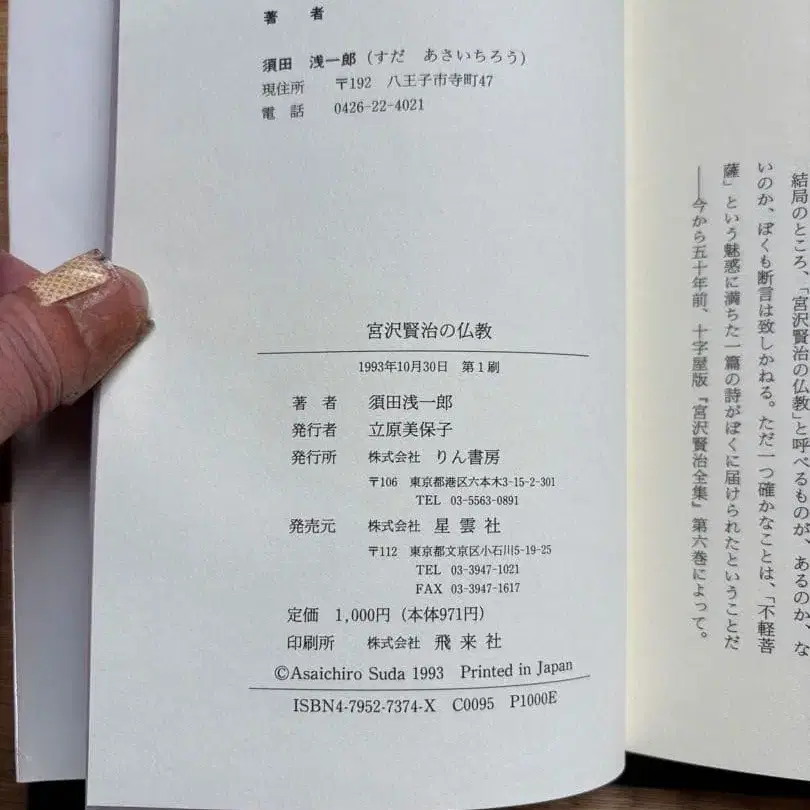 著　者
須田　浅一郎（すだ　あさいちろう）
現住所　〒192　八王子市寺町47
電　話　0426-22-4021
宮沢賢治の仏教
1993年10月30日　第1刷
著　者　須田浅一郎
発行者　立原美保子
発行所　株式会社 りん書房
〒106　東京都港区六本木3-15-2-301
TEL　03-5563-0891
発売元　株式会社 星雲社
〒112　東京都文京区小石川5-19-25
TEL　03-3947-1021
FAX　03-3947-1617
定価　1,000円（本体971円）
印刷所　株式会社 飛来社
©Asaichiro Suda 1993　Printed in Japan
ISBN4-7952-7374-X　C0095　P1000E
結局のところ、「宮沢賢治の仏教」と呼べるものが、あるのか、な
いのか、ぼくも断言は致しかねる。ただ一つ確かなことは、「不軽菩
薩」という魅惑に満ちた一篇の詩がぼくに届けられたということだ
──今から五十年前、十字屋版『宮沢賢治全集』第六巻によって。